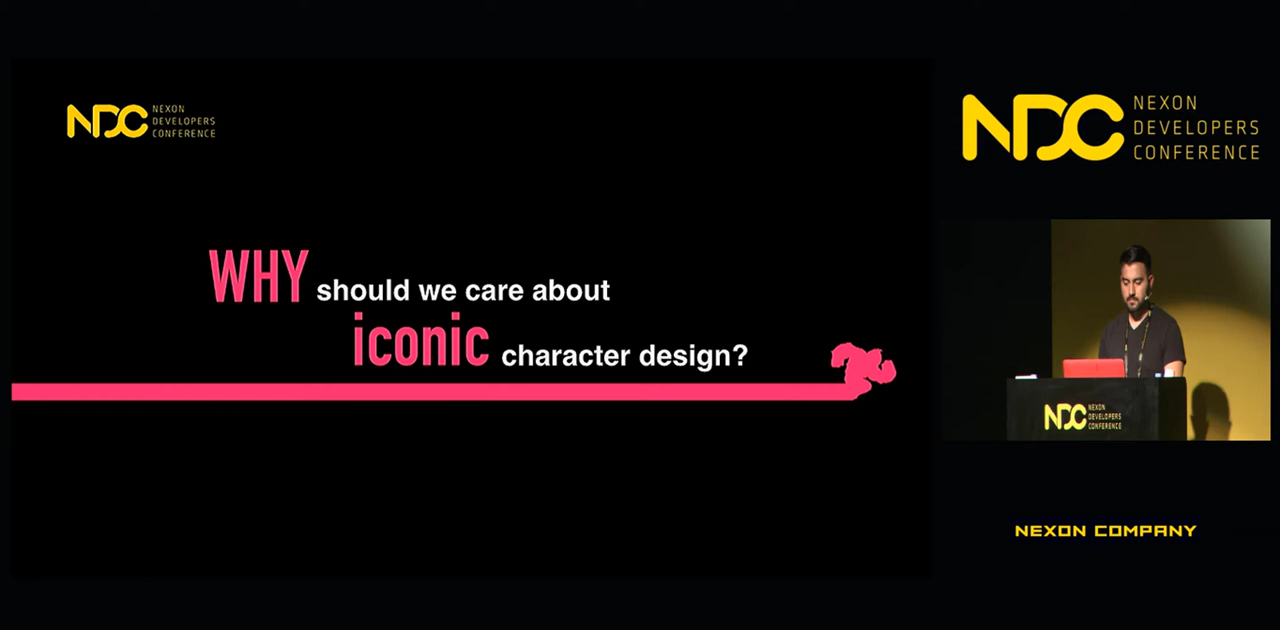 NDC NEXON
DEVELOPERS
CONFERENCE
WHY should we care about
iconic character design?
NDC NEXON
DEVELOPERS
CONFERENCE
NDC NEXON
DEVELOPERS
CONFERENCE
NEXON COMPANY